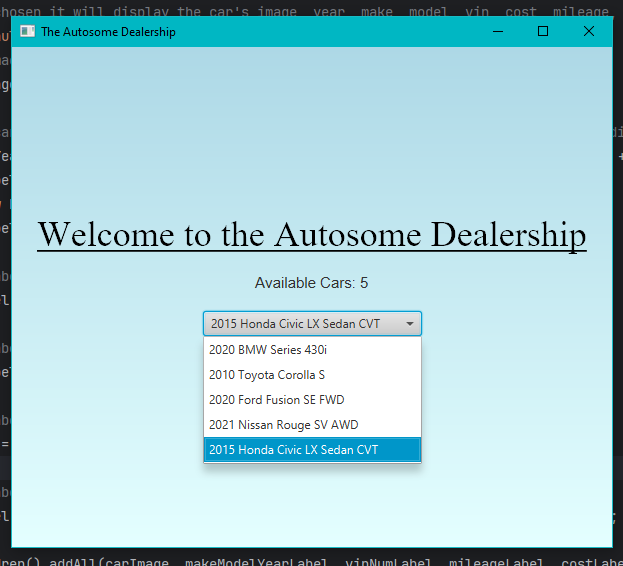 chosen it will display the car's image, year, make, model, vin, cost, mileage
The Autosome Dealership
Welcome to the Autosome Dealership
Available Cars: 5
2015 Honda Civic LX Sedan CVT
2020 BMW Series 430i
2010 Toyota Corolla S
2020 Ford Fusion SE FWD
2021 Nissan Rouge SV AWD
2015 Honda Civic LX Sedan CVT
addAll(carImage, makeModelYearLabel, vinNumLabel, mileageLabel, costLabe